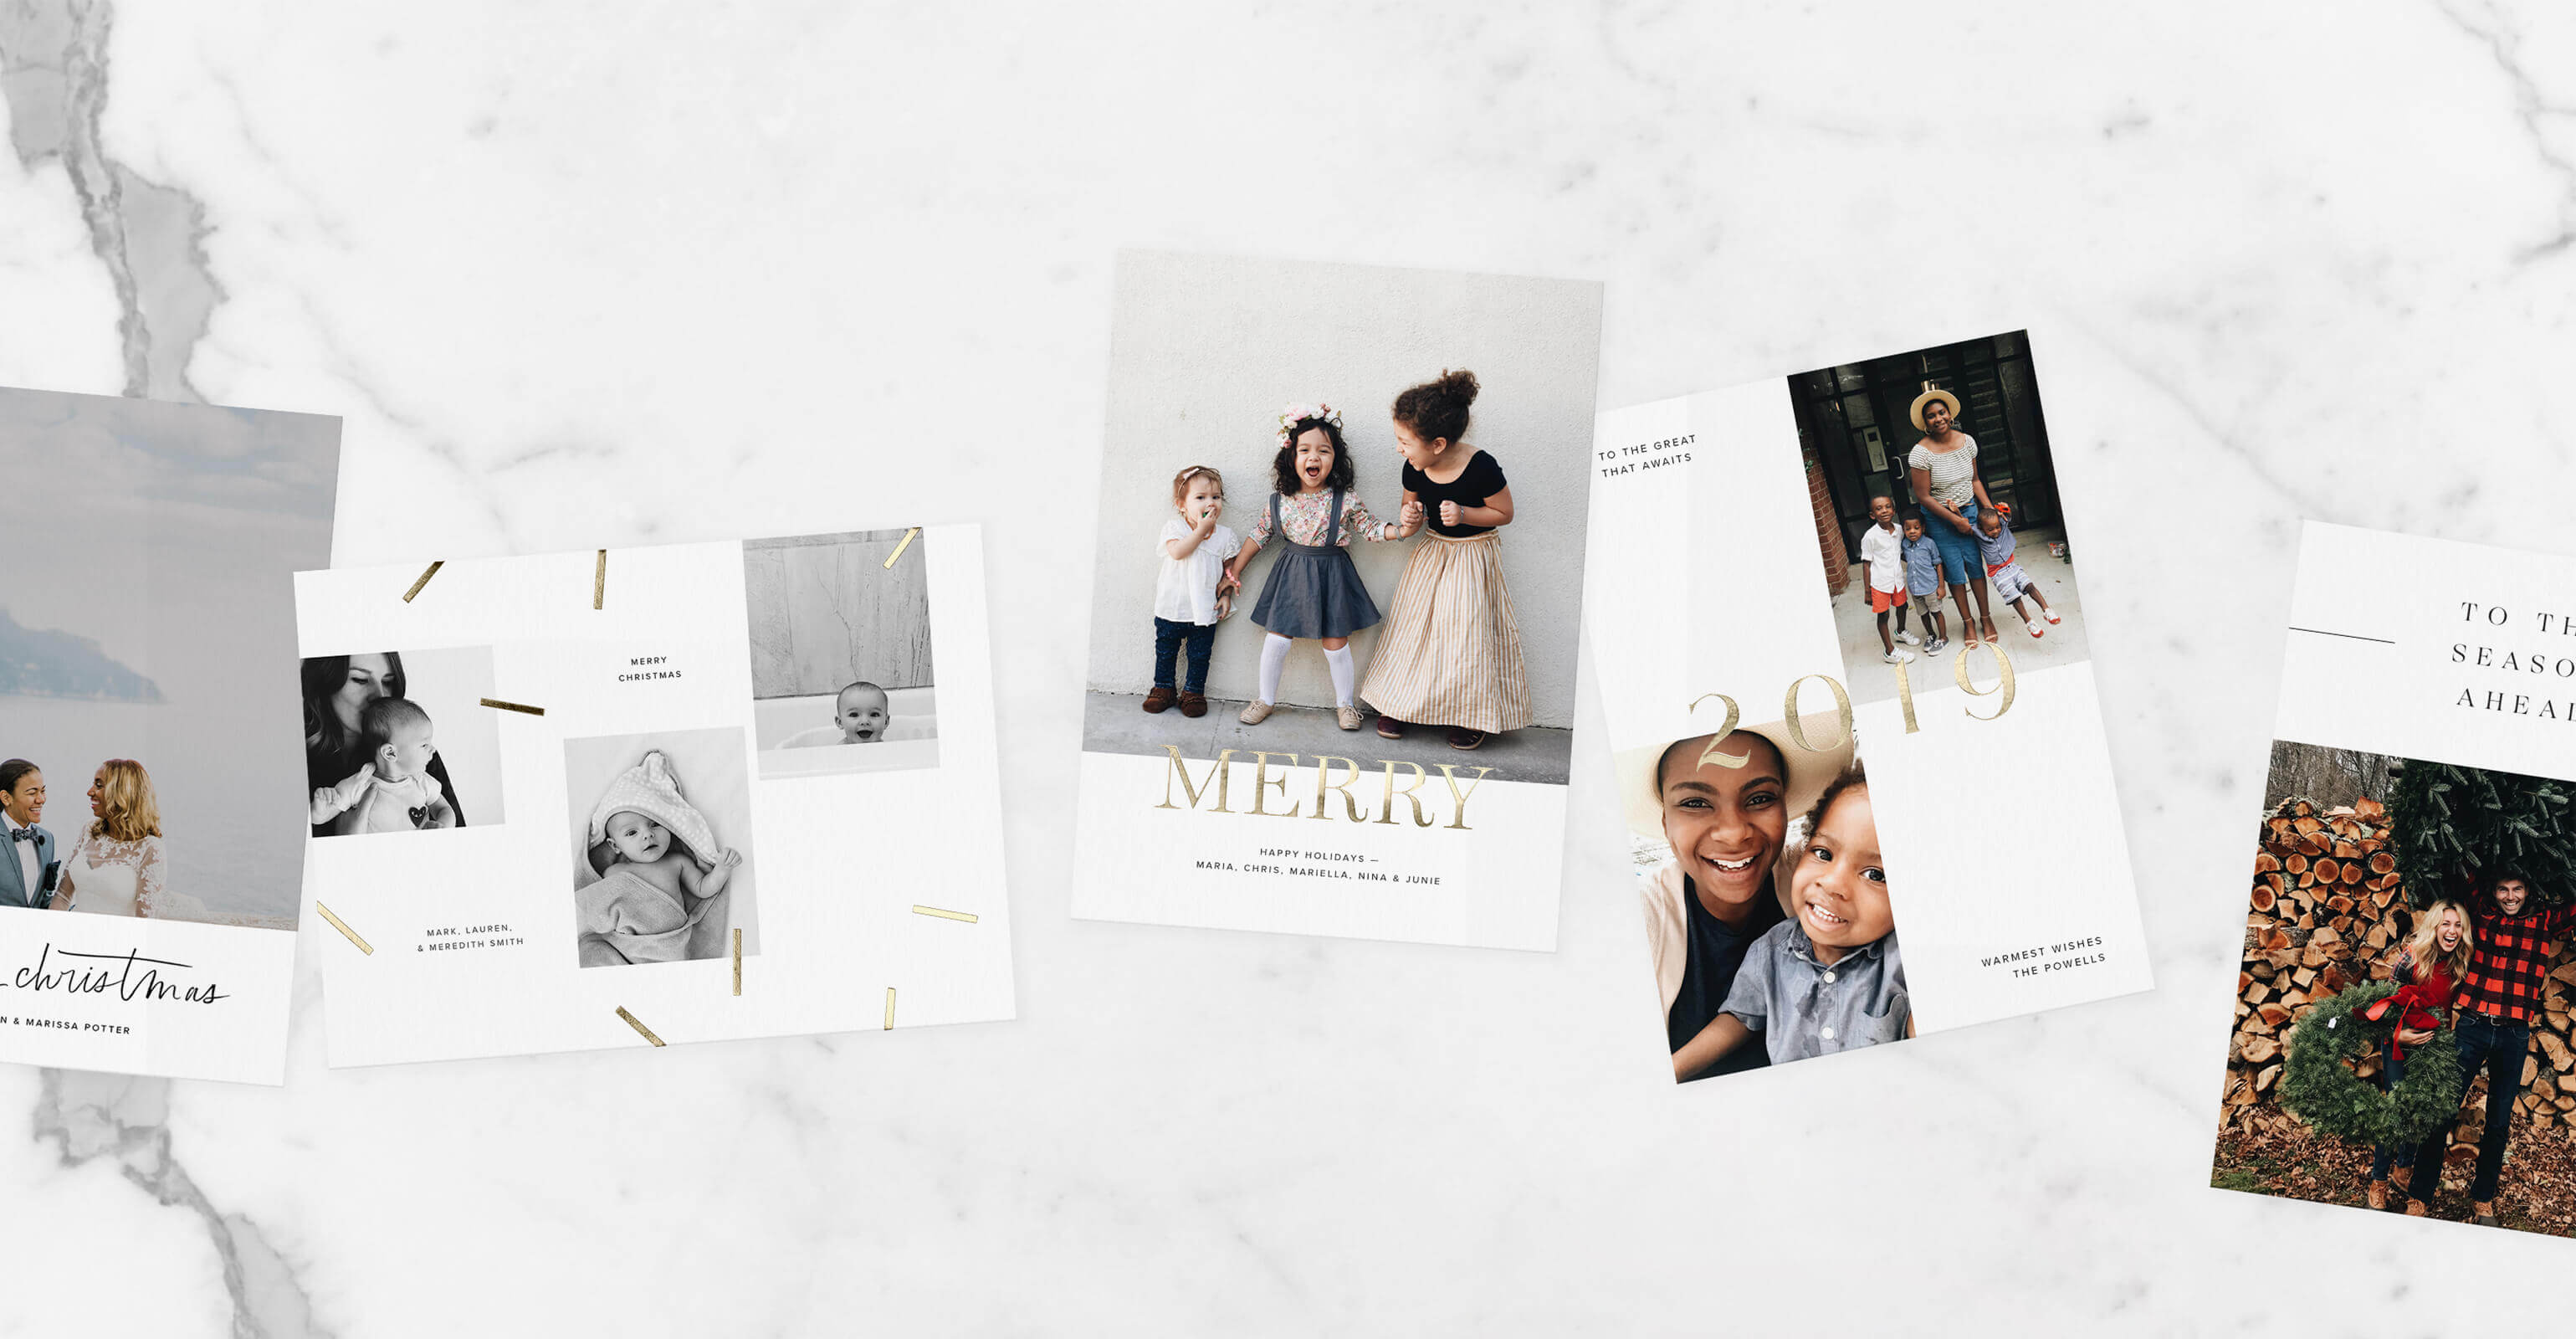 christmas
N & MARISSA POTTER
MERRY
CHRISTMAS
MARK, LAUREN,
& MEREDITH SMITH
MERRY
HAPPY HOLIDAYS –
MARIA, CHRIS, MARIELLA, NINA & JUNIE
TO THE GREAT
THAT AWAITS
2019
WARMEST WISHES
THE POWELLS
TO TH
SEASO
AHEAD